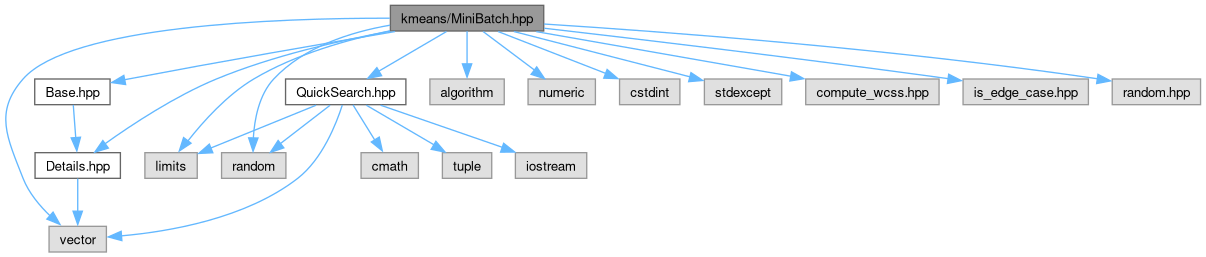 kmeans/MiniBatch.hpp
Base.hpp
QuickSearch.hpp
algorithm
numeric
cstdint
stdexcept
compute_wcss.hpp
is_edge_case.hpp
random.hpp
Details.hpp
limits
random
cmath
tuple
iostream
vector